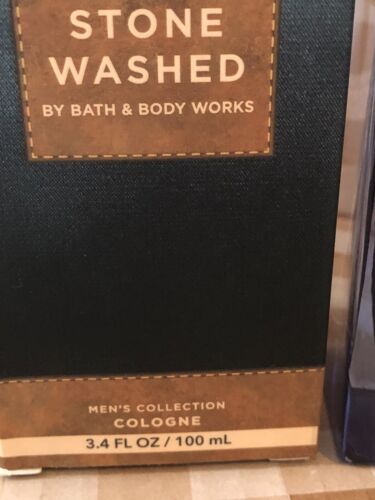 STONE
WASHED
BY BATH & BODY WORKS
MEN'S COLLECTION
COLOGNE
3.4 FL OZ / 100 mL